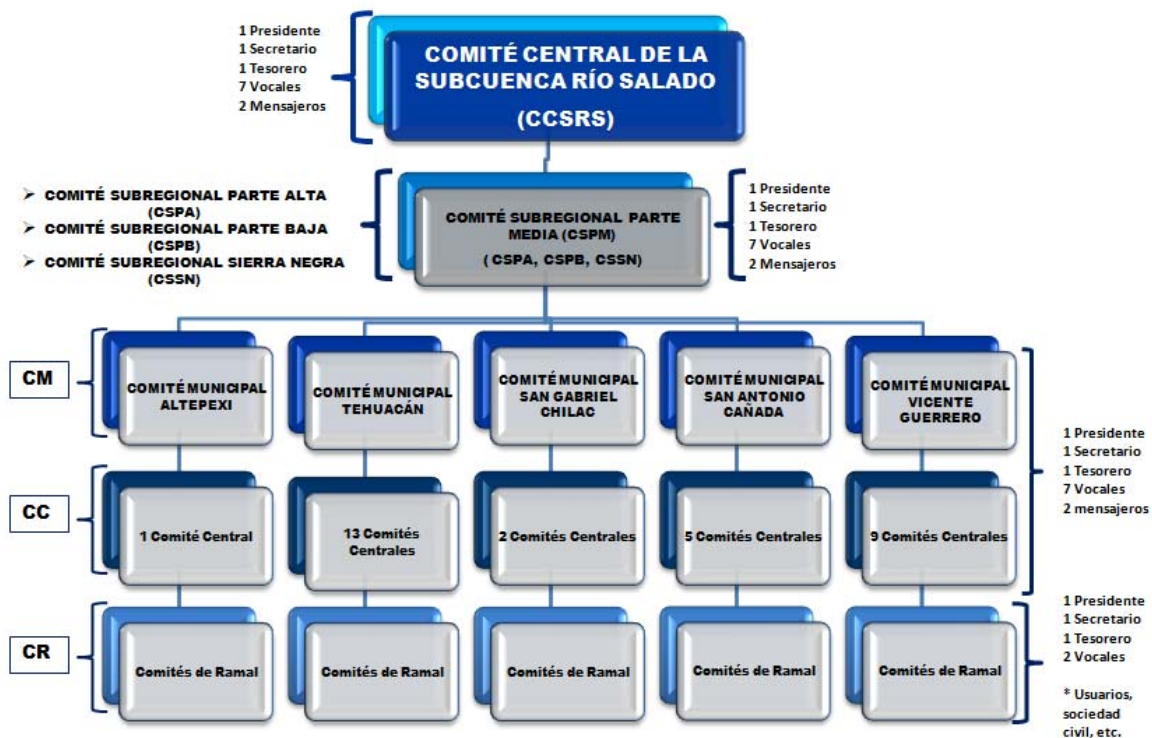 1 Presidente
1 Secretario
1 Tesorero
7 Vocales
2 Mensajeros
COMITÉ CENTRAL DE LA
SUBCUENCA RÍO SALADO
(CCSRS)
➢ COMITÉ SUBREGIONAL PARTE ALTA
(CSPA)
➢ COMITÉ SUBREGIONAL PARTE BAJA
(CSPB)
➢ COMITÉ SUBREGIONAL SIERRA NEGRA
(CSSN)
COMITÉ SUBREGIONAL PARTE
MEDIA (CSPM)
( CSPA, CSPB, CSSN)
1 Presidente
1 Secretario
1 Tesorero
7 Vocales
2 Mensajeros
CM
COMITÉ MUNICIPAL
ALTEPEXI
COMITÉ MUNICIPAL
TEHUACÁN
COMITÉ MUNICIPAL
SAN GABRIEL
CHILAC
COMITÉ MUNICIPAL
SAN ANTONIO
CAÑADA
COMITÉ MUNICIPAL
VICENTE
GUERRERO
1 Presidente
1 Secretario
1 Tesorero
7 Vocales
2 mensajeros
CC
1 Comité Central
13 Comités
Centrales
2 Comités Centrales
5 Comités Centrales
9 Comités Centrales
CR
Comités de Ramal
Comités de Ramal
Comités de Ramal
Comités de Ramal
Comités de Ramal
1 Presidente
1 Secretario
1 Tesorero
2 Vocales
* Usuarios,
sociedad
civil, etc.